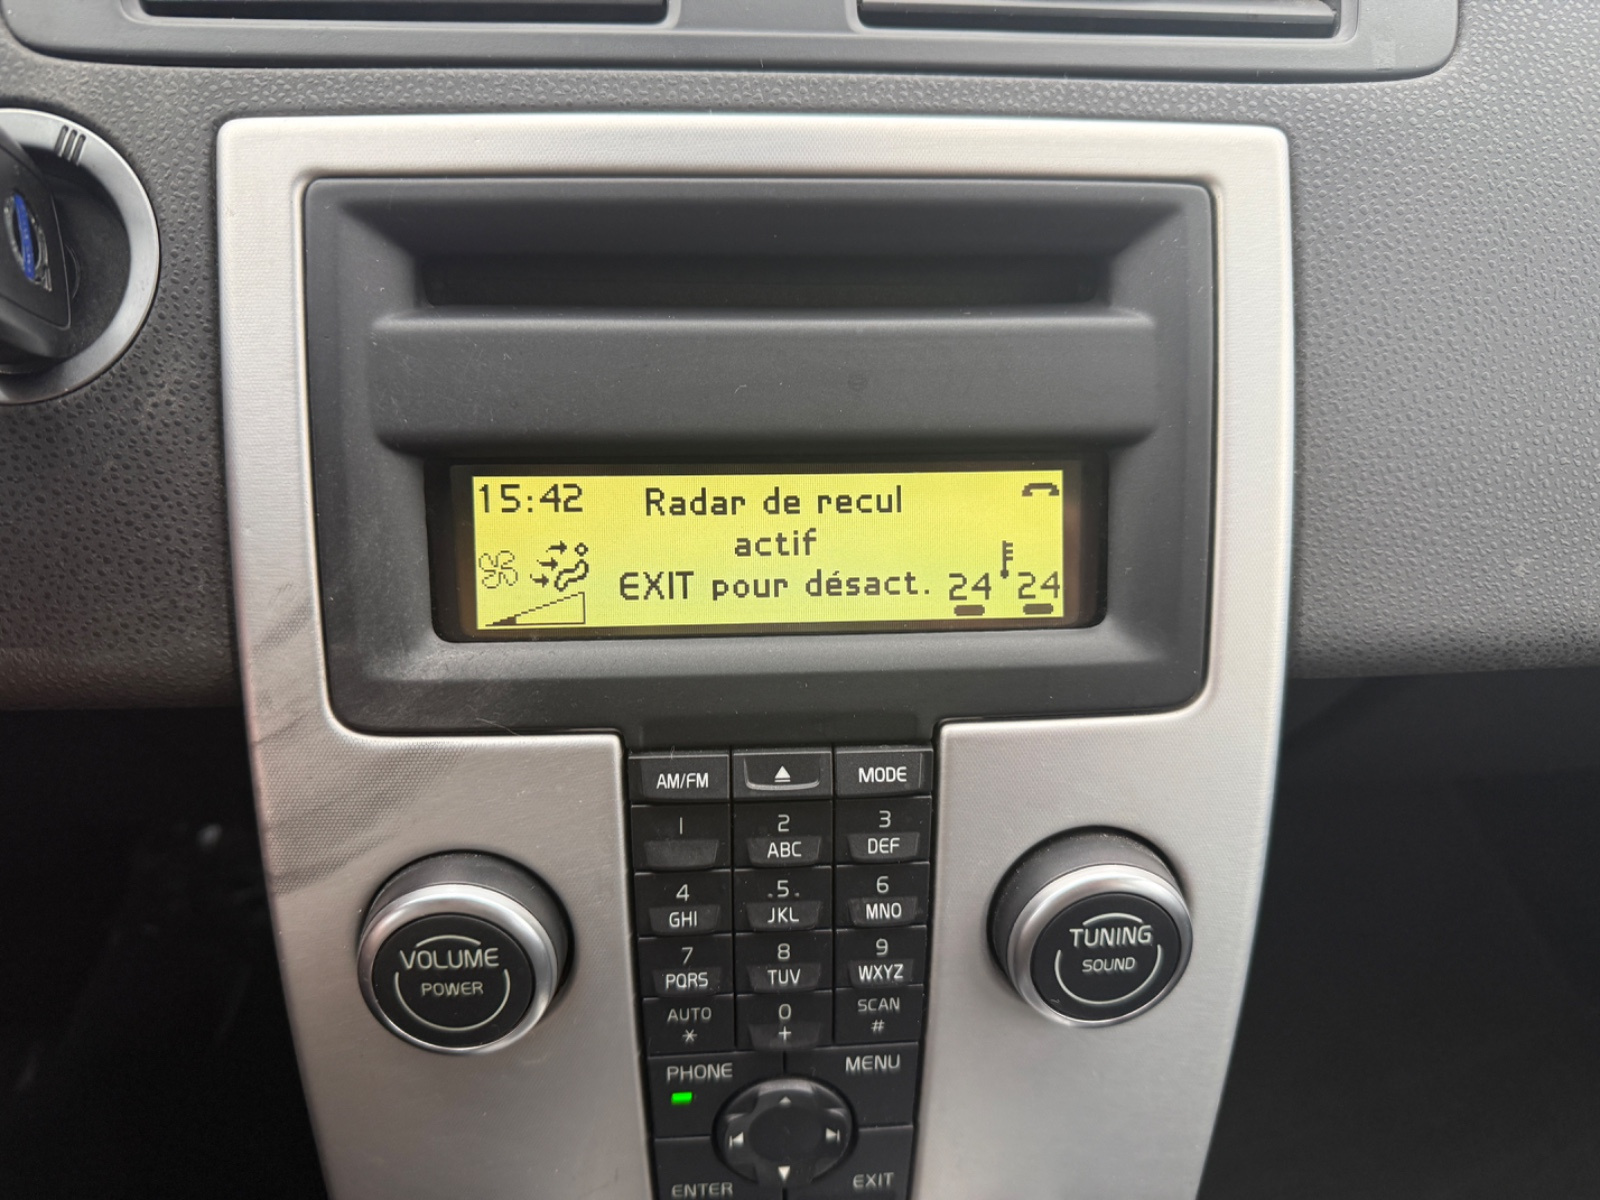 15:42
Radar de recul
actif
EXIT pour désact.
24 24
AM/FM
MODE
1
2
ABC
3
DEF
4
GHI
5
JKL
6
MNO
7
PQRS
8
TUV
9
WXYZ
AUTO
*
0
+
SCAN
#
VOLUME
POWER
TUNING
SOUND
PHONE
MENU
ENTER
EXIT